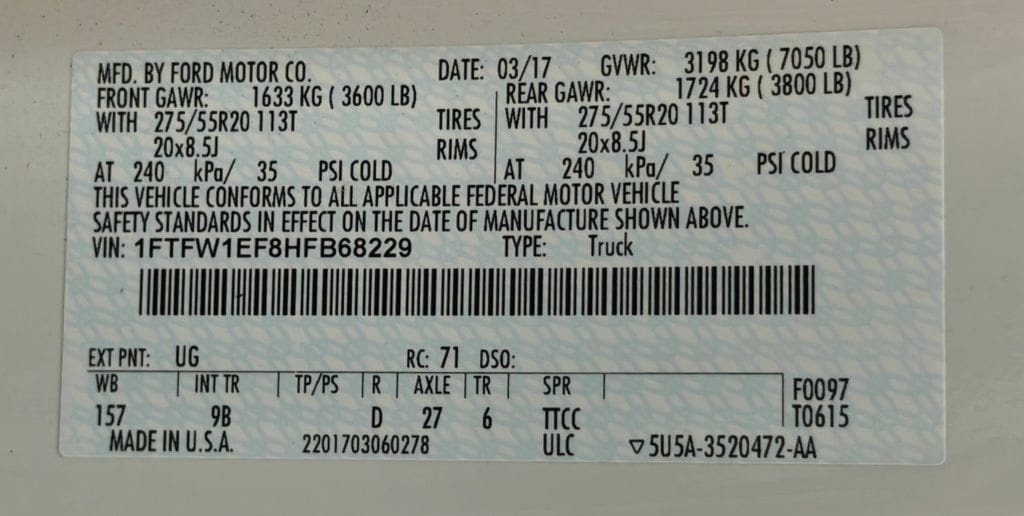 MFD. BY FORD MOTOR CO. DATE: 03/17 GVWR: 3198 KG ( 7050 LB)
FRONT GAWR: 1633 KG ( 3600 LB) REAR GAWR: 1724 KG ( 3800 LB)
WITH 275/55R20 113T TIRES WITH 275/55R20 113T TIRES
20x8.5J RIMS 20x8.5J RIMS
AT 240 kPa/ 35 PSI COLD AT 240 kPa/ 35 PSI COLD
THIS VEHICLE CONFORMS TO ALL APPLICABLE FEDERAL MOTOR VEHICLE
SAFETY STANDARDS IN EFFECT ON THE DATE OF MANUFACTURE SHOWN ABOVE.
VIN: 1FTFW1EF8HFB68229 TYPE: Truck
EXT PNT: UG RC: 71 DSO:
WB INT TR TP/PS R AXLE TR SPR F0097
157 9B D 27 6 TTCC T0615
MADE IN U.S.A. 2201703060278 ULC ▽5U5A-3520472-AA